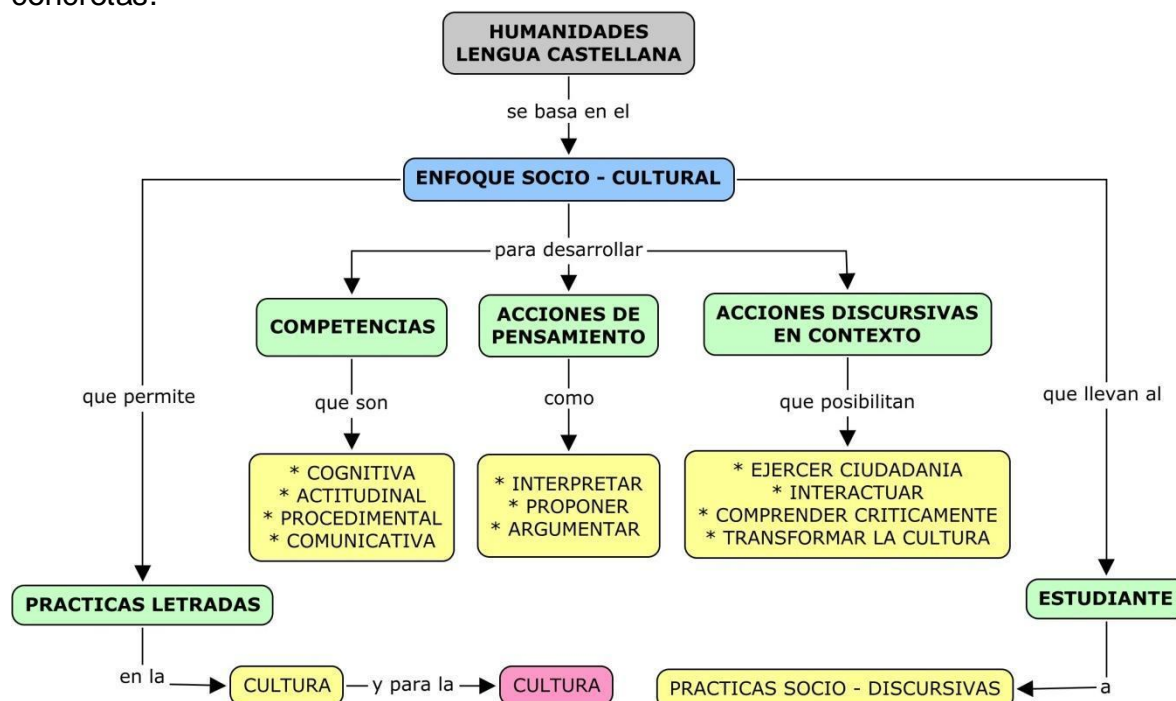 concretas.
HUMANIDADES
LENGUA CASTELLANA
se basa en el
ENFOQUE SOCIO - CULTURAL
para desarrollar
COMPETENCIAS
ACCIONES DE
PENSAMIENTO
ACCIONES DISCURSIVAS
EN CONTEXTO
que permite
que son
como
que posibilitan
que llevan al
* COGNITIVA
* ACTITUDINAL
* PROCEDIMENTAL
* COMUNICATIVA
* INTERPRETAR
* PROPONER
* ARGUMENTAR
* EJERCER CIUDADANIA
* INTERACTUAR
* COMPRENDER CRITICAMENTE
* TRANSFORMAR LA CULTURA
PRACTICAS LETRADAS
ESTUDIANTE
en la
CULTURA
y para la
CULTURA
PRACTICAS SOCIO - DISCURSIVAS
a